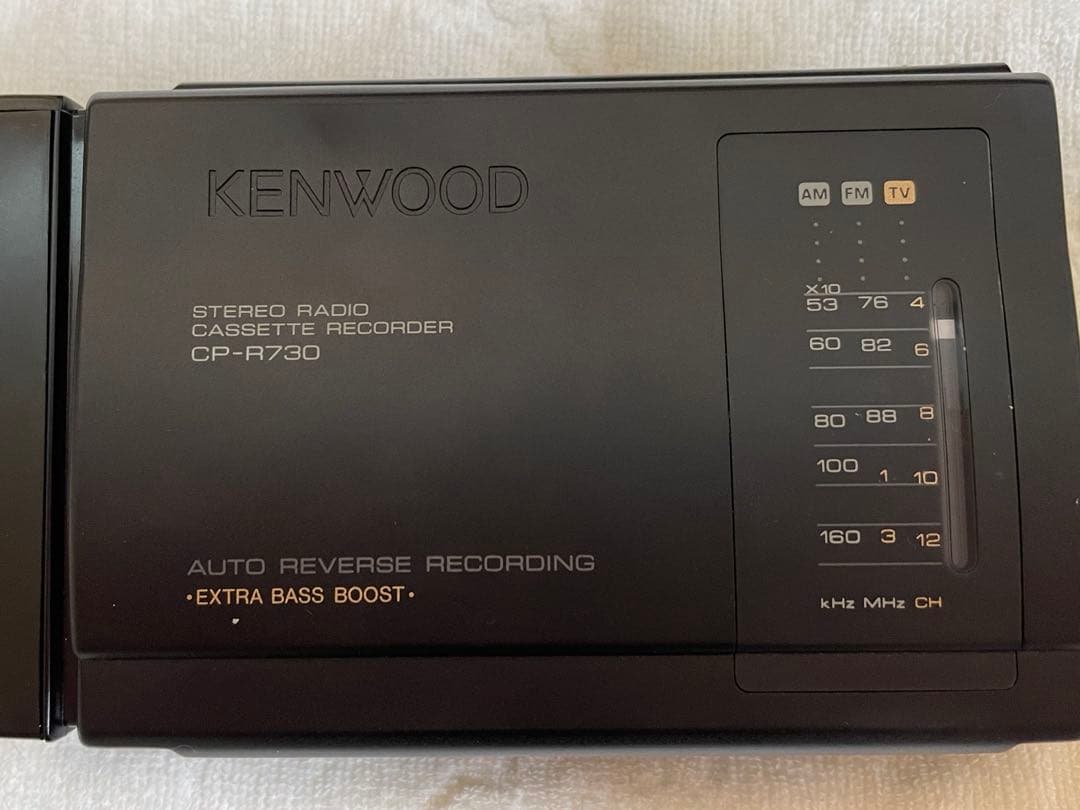 KENWOOD
STEREO RADIO
CASSETTE RECORDER
CP-R730
AUTO REVERSE RECORDING
•EXTRA BASS BOOST•
AM FM TV
X10
53 76 4
60 82 6
80 88 8
100 1 10
160 3 12
kHz MHz CH